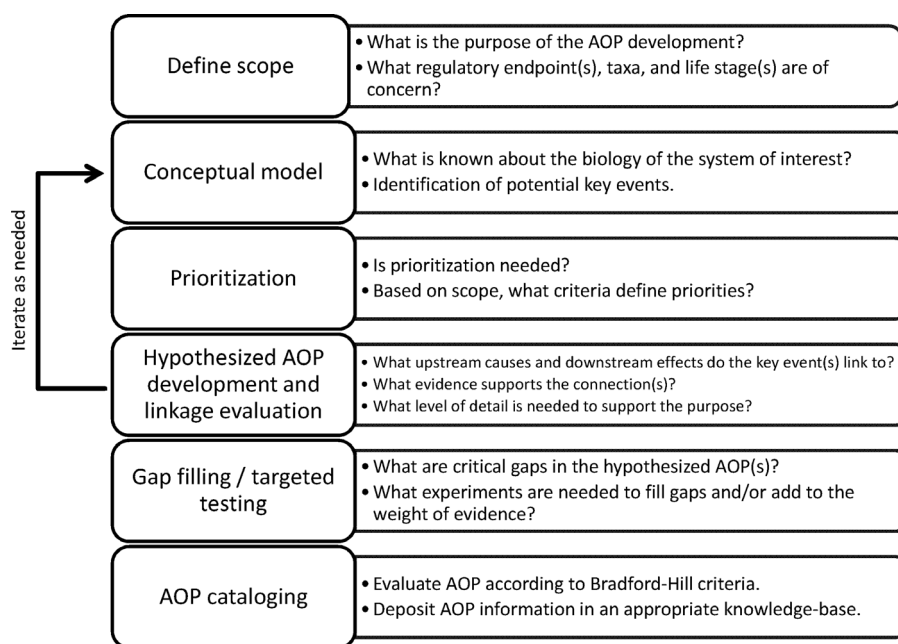 Define scope
• What is the purpose of the AOP development?
• What regulatory endpoint(s), taxa, and life stage(s) are of
concern?
Conceptual model
• What is known about the biology of the system of interest?
• Identification of potential key events.
Iterate as needed
Prioritization
• Is prioritization needed?
• Based on scope, what criteria define priorities?
Hypothesized AOP
development and
linkage evaluation
• What upstream causes and downstream effects do the key event(s) link to?
• What evidence supports the connection(s)?
• What level of detail is needed to support the purpose?
Gap filling / targeted
testing
• What are critical gaps in the hypothesized AOP(s)?
• What experiments are needed to fill gaps and/or add to the
weight of evidence?
AOP cataloging
• Evaluate AOP according to Bradford-Hill criteria.
• Deposit AOP information in an appropriate knowledge-base.